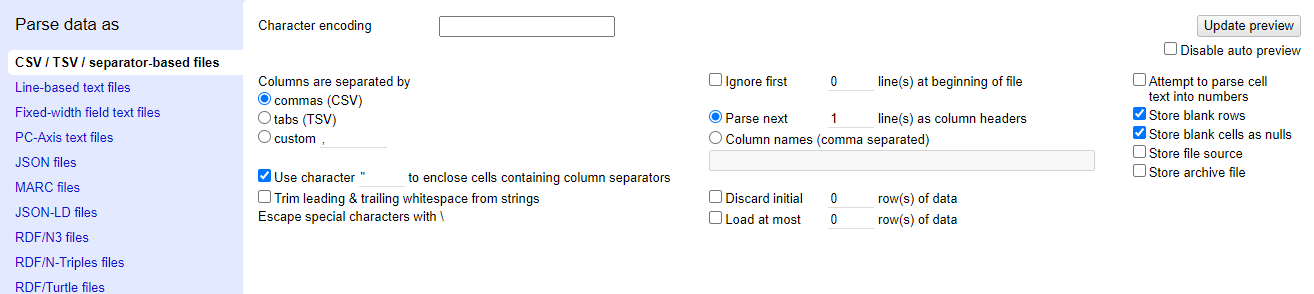 Parse data as
CSV / TSV / separator-based files
Line-based text files
Fixed-width field text files
PC-Axis text files
JSON files
MARC files
JSON-LD files
RDF/N3 files
RDF/N-Triples files
RDF/Turtle files
Character encoding
Update preview
Disable auto preview
Columns are separated by
commas (CSV)
tabs (TSV)
custom ,
Use character " to enclose cells containing column separators
Trim leading & trailing whitespace from strings
Escape special characters with \
Ignore first 0 line(s) at beginning of file
Parse next 1 line(s) as column headers
Column names (comma separated)
Discard initial 0 row(s) of data
Load at most 0 row(s) of data
Attempt to parse cell
text into numbers
Store blank rows
Store blank cells as nulls
Store file source
Store archive file